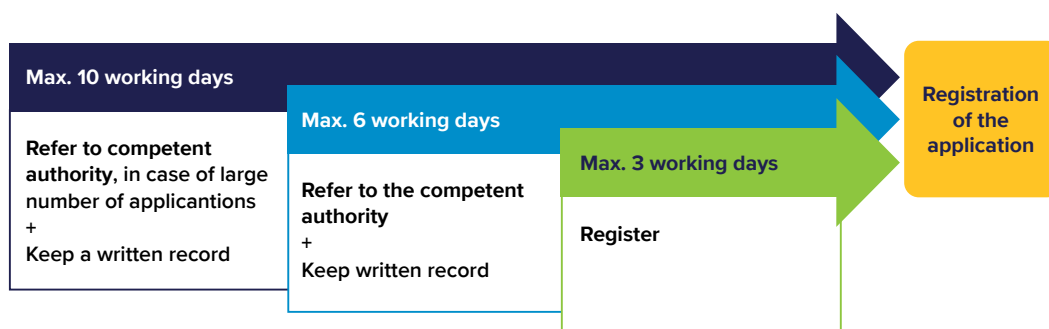 Max. 10 working days
Refer to competent
authority, in case of large
number of applicantions
+
Keep a written record
Max. 6 working days
Refer to the competent
authority
+
Keep written record
Max. 3 working days
Register
Registration
of the
application